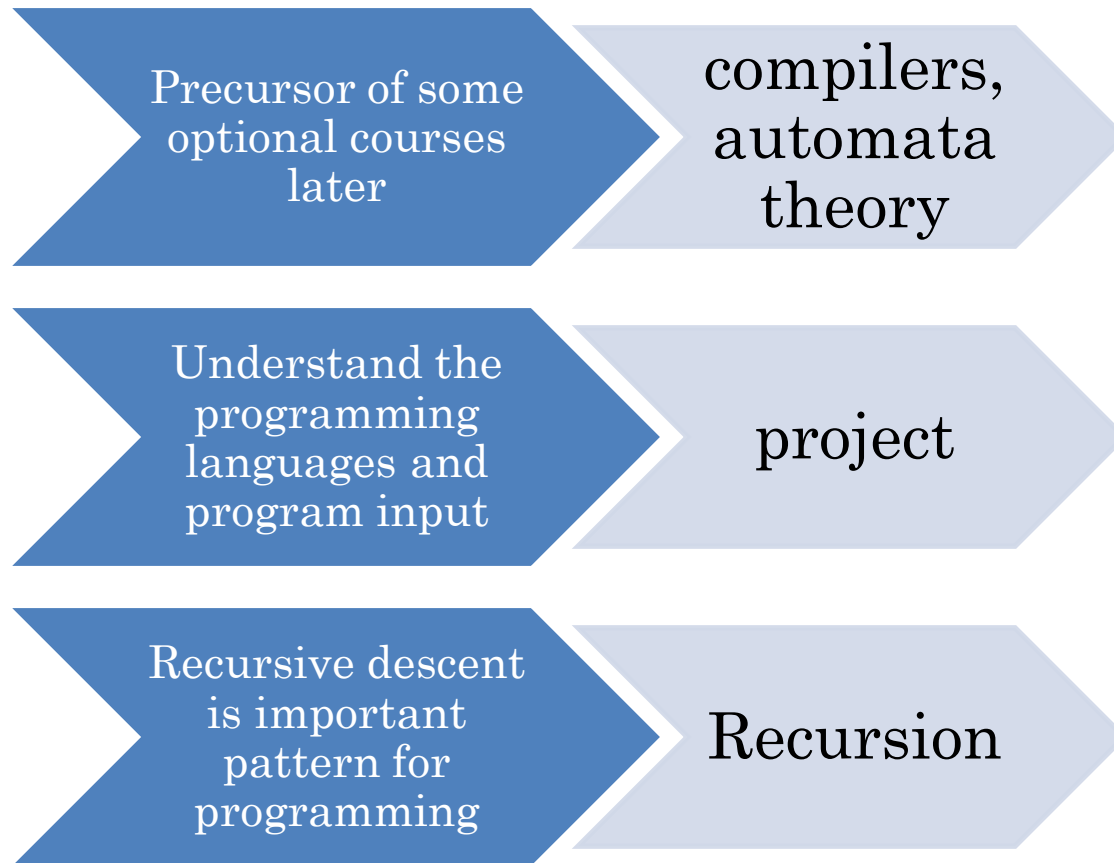 Precursor of some
optional courses
later
compilers,
automata
theory
Understand the
programming
languages and
program input
project
Recursive descent
is important
pattern for
programming
Recursion